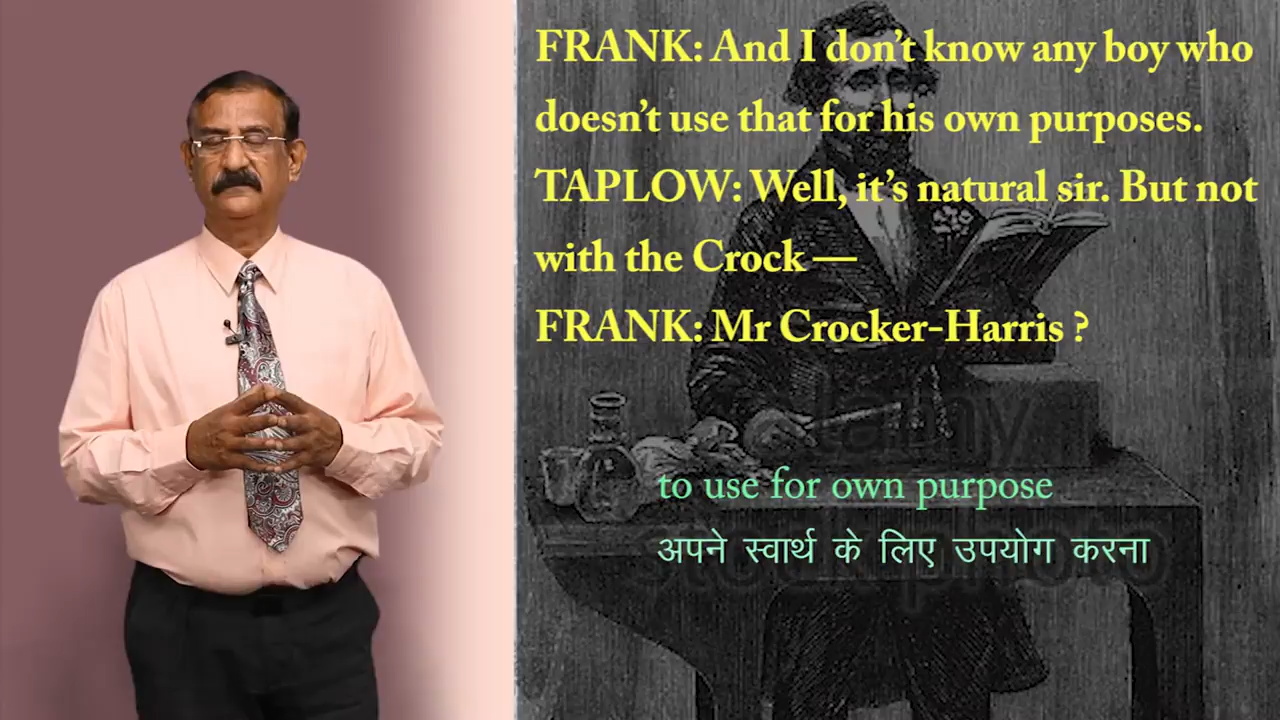 FRANK: And I don't know any boy who
doesn't use that for his own purposes.
TAPLOW: Well, it's natural sir. But not
with the Crock —
FRANK: Mr Crocker-Harris ?
to use for own purpose
अपने स्वार्थ के लिए उपयोग करना